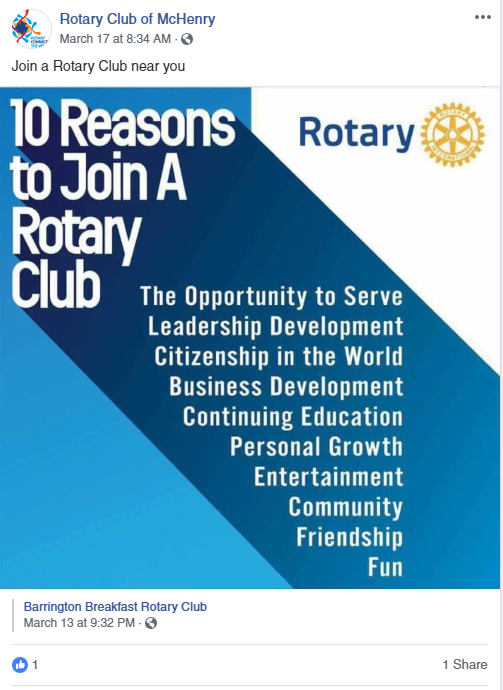 Rotary Club of McHenry
March 17 at 8:34 AM ·
Join a Rotary Club near you
10 Reasons
to Join A
Rotary
Club
Rotary
ROTARY
INTERNATIONAL
The Opportunity to Serve
Leadership Development
Citizenship in the World
Business Development
Continuing Education
Personal Growth
Entertainment
Community
Friendship
Fun
Barrington Breakfast Rotary Club
March 13 at 9:32 PM ·
1
1 Share